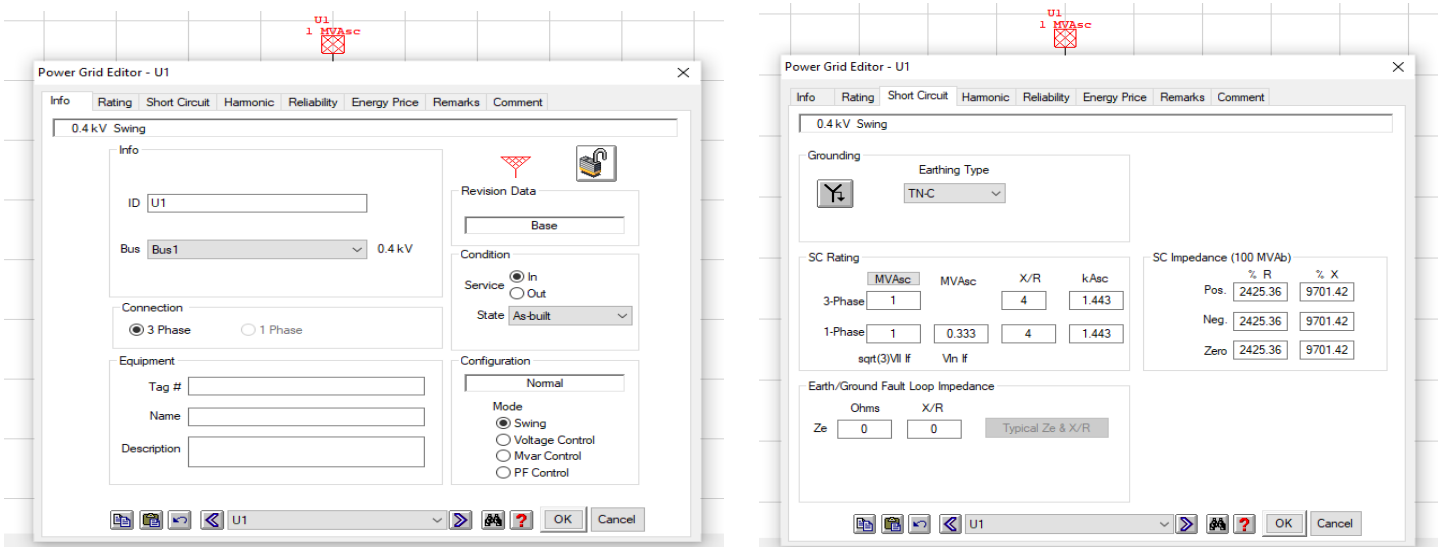 U1
1 MVAsc
Power Grid Editor - U1
Info Rating Short Circuit Harmonic Reliability Energy Price Remarks Comment
0.4 kV Swing
Info
ID U1
Bus Bus1 0.4 kV
Revision Data
Base
Condition
Service In
Out
State As-built
Connection
3 Phase 1 Phase
Equipment
Tag #
Name
Description
Configuration
Normal
Mode
Swing
Voltage Control
Mvar Control
PF Control
U1 ? OK Cancel
U1
1 MVAsc
Power Grid Editor - U1
Info Rating Short Circuit Harmonic Reliability Energy Price Remarks Comment
0.4 kV Swing
Grounding
Earthing Type
TN-C
SC Rating
MVAsc MVAsc X/R kAsc
3-Phase 1 4 1.443
1-Phase 1 0.333 4 1.443
sqrt(3)Vll If Vln If
SC Impedance (100 MVAb)
% R % X
Pos. 2425.36 9701.42
Neg. 2425.36 9701.42
Zero 2425.36 9701.42
Earth/Ground Fault Loop Impedance
Ohms X/R
Ze 0 0 Typical Ze & X/R
U1 ? OK Cancel